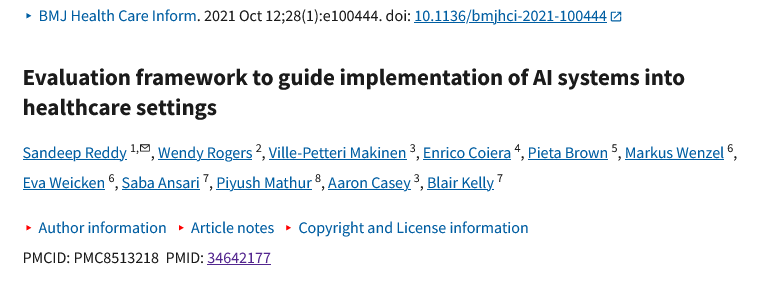 BMJ Health Care Inform. 2021 Oct 12;28(1):e100444. doi: 10.1136/bmjhci-2021-100444
Evaluation framework to guide implementation of AI systems into
healthcare settings
Sandeep Reddy 1,✉, Wendy Rogers 2, Ville-Petteri Makinen 3, Enrico Coiera 4, Pieta Brown 5, Markus Wenzel 6,
Eva Weicken 6, Saba Ansari 7, Piyush Mathur 8, Aaron Casey 3, Blair Kelly 7
Author information Article notes Copyright and License information
PMCID: PMC8513218 PMID: 34642177